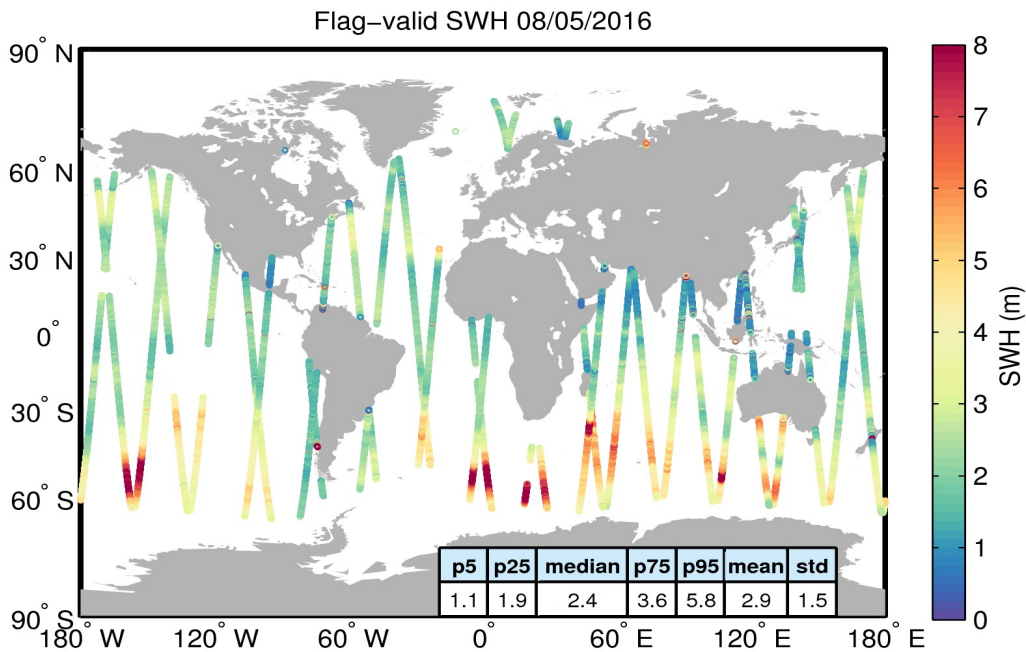 Flag−valid SWH 08/05/2016
90° N
60° N
30° N
0°
30° S
60° S
90° S
180° W
120° W
60° W
0°
60° E
120° E
180° E
8
7
6
5
4
3
2
1
0
SWH (m)
p5 p25 median p75 p95 mean std
1.1 1.9 2.4 3.6 5.8 2.9 1.5